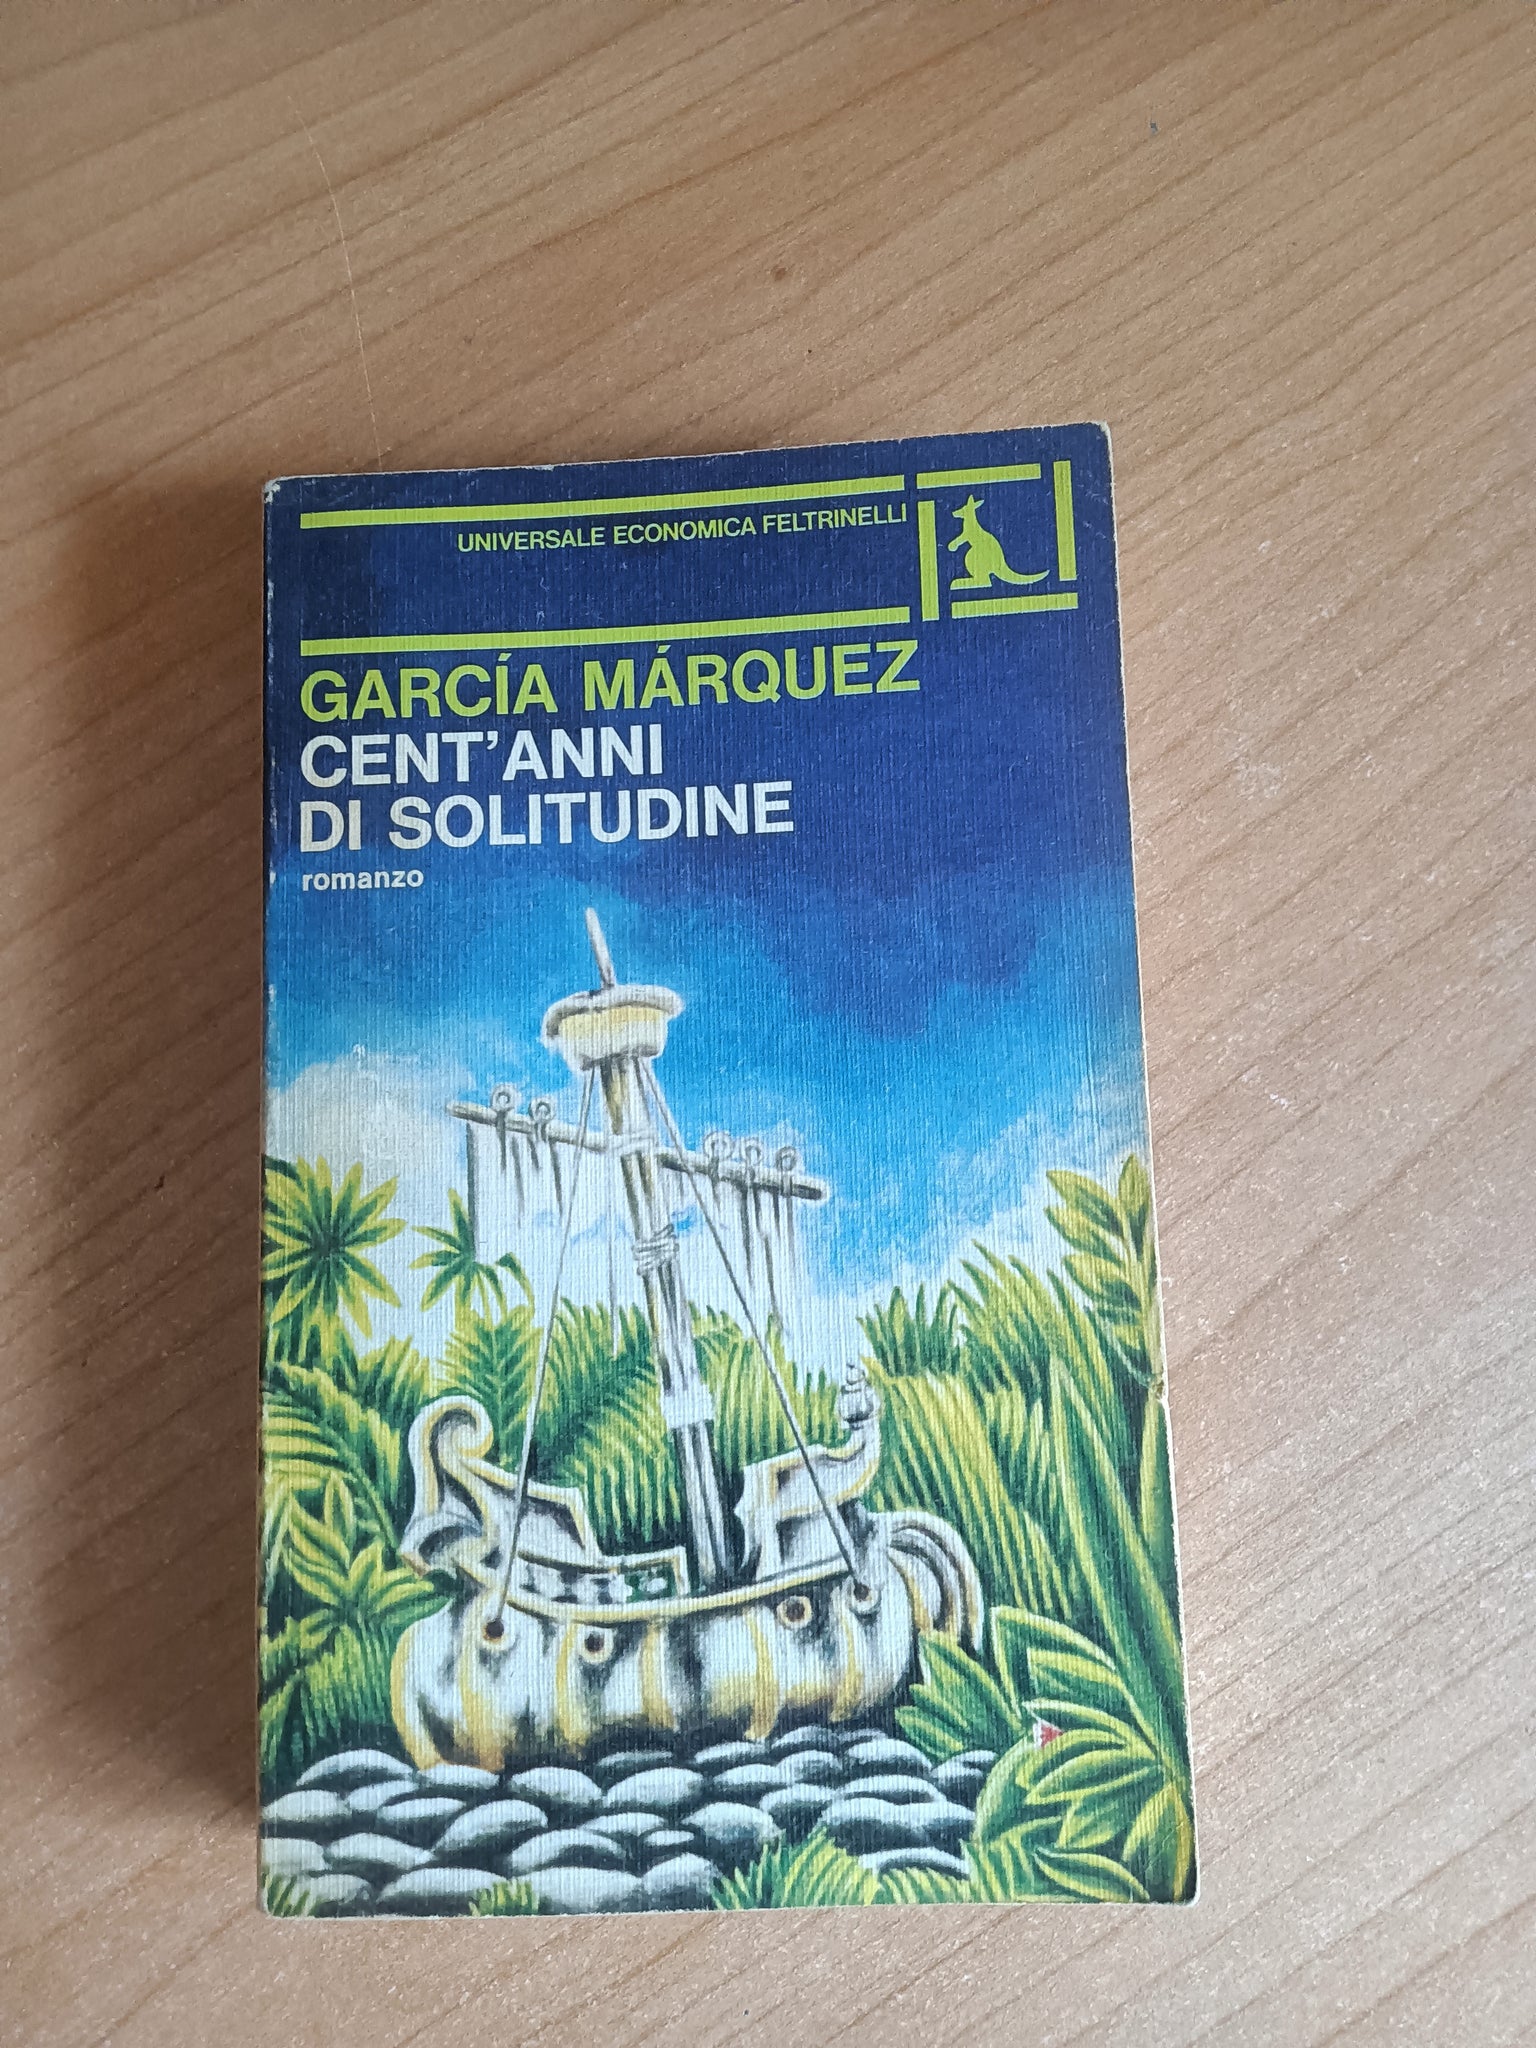 UNIVERSALE ECONOMICA FELTRINELLI
GARCÍA MÁRQUEZ
CENT'ANNI
DI SOLITUDINE
romanzo